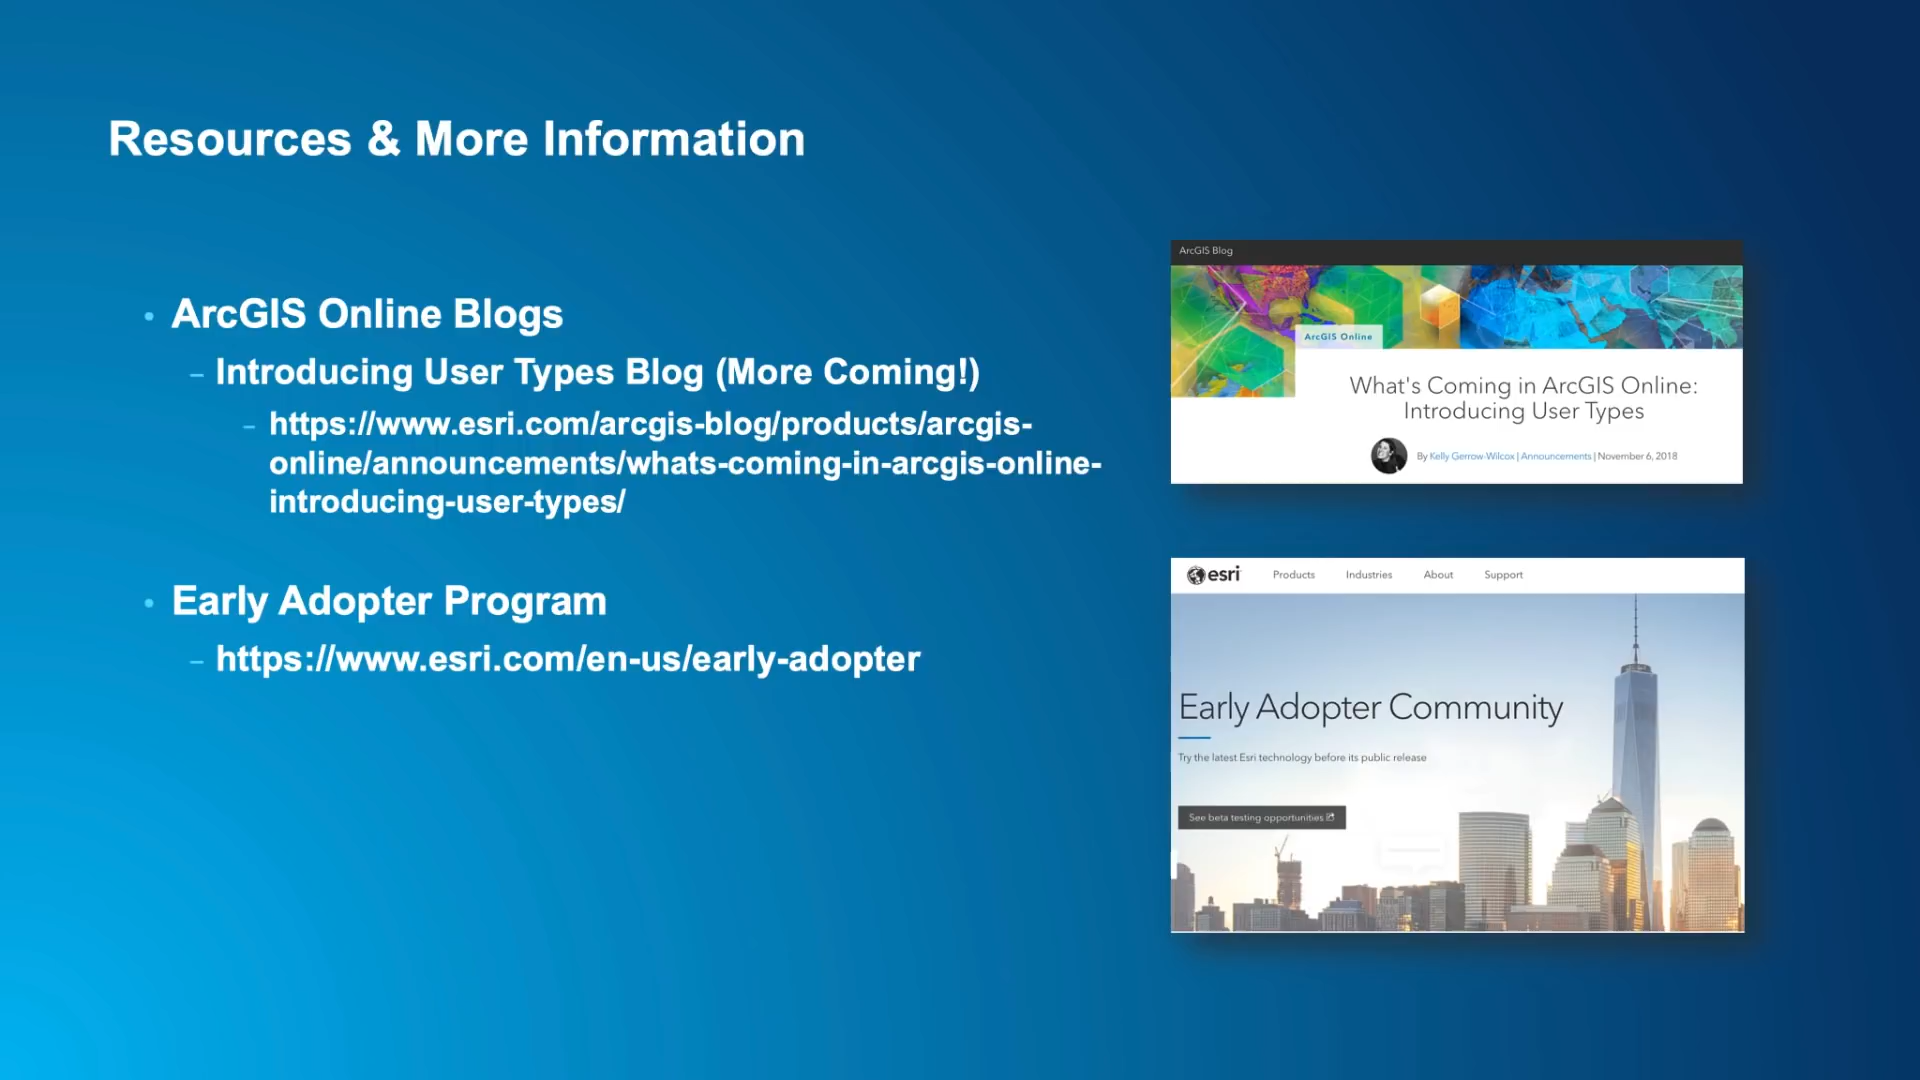 Resources & More Information
• ArcGIS Online Blogs
– Introducing User Types Blog (More Coming!)
– https://www.esri.com/arcgis-blog/products/arcgis-
online/announcements/whats-coming-in-arcgis-online-
introducing-user-types/
• Early Adopter Program
– https://www.esri.com/en-us/early-adopter
ArcGIS Blog
ArcGIS Online
What's Coming in ArcGIS Online:
Introducing User Types
By Kelly Gerrow-Wilcox | Announcements | November 6, 2018
esri Products Industries About Support
Early Adopter Community
Try the latest Esri technology before its public release
See beta testing opportunities